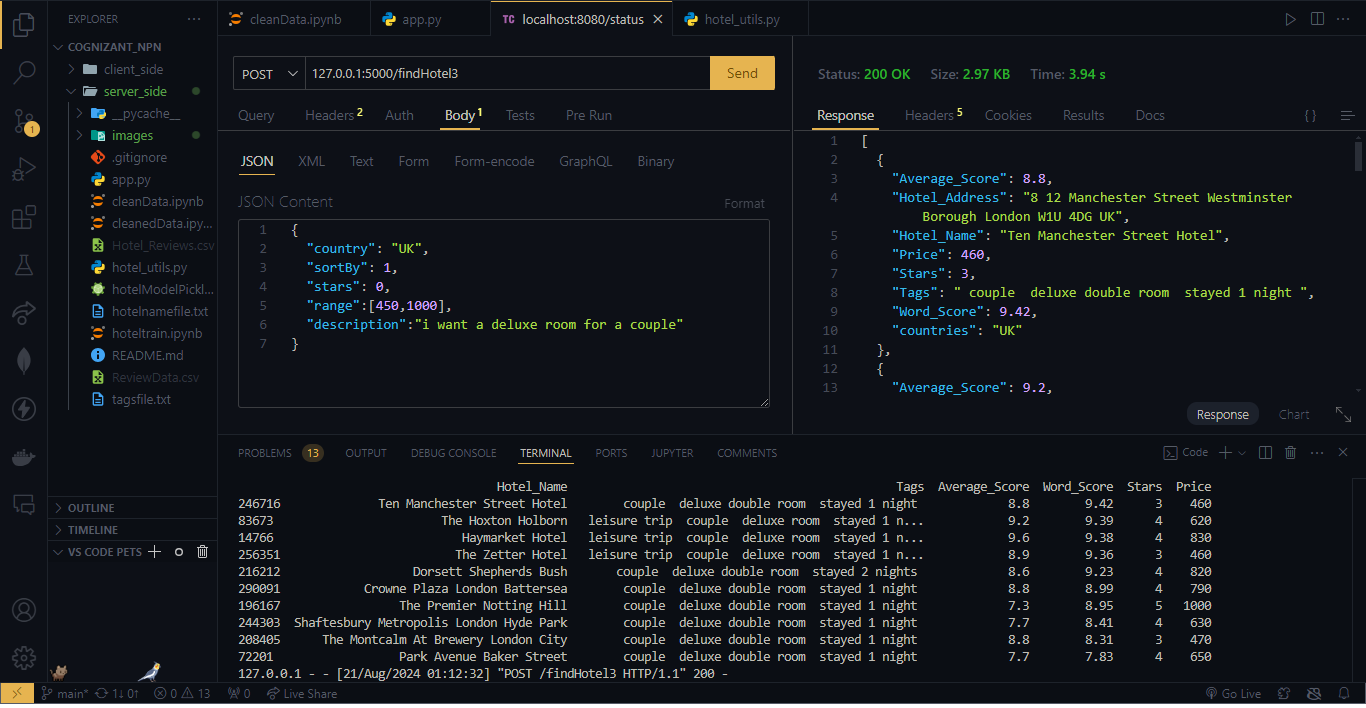 EXPLORER ···
COGNIZANT_NPN
client_side
server_side
__pycache__
images
.gitignore
app.py
cleanData.ipynb
cleanedData.ipy...
Hotel_Reviews.csv
hotel_utils.py
hotelModelPickl...
hotelnamefile.txt
hoteltrain.ipynb
README.md
ReviewData.csv
tagsfile.txt
OUTLINE
TIMELINE
VS CODE PETS
1
cleanData.ipynb
app.py
TC localhost:8080/status
hotel_utils.py
POST 127.0.0.1:5000/findHotel3 Send
Query Headers 2 Auth Body 1 Tests Pre Run
JSON XML Text Form Form-encode GraphQL Binary
JSON Content Format
1 {
2 "country": "UK",
3 "sortBy": 1,
4 "stars": 0,
5 "range":[450,1000],
6 "description":"i want a deluxe room for a couple"
7 }
Status: 200 OK Size: 2.97 KB Time: 3.94 s
Response Headers 5 Cookies Results Docs { }
1 [
2 {
3 "Average_Score": 8.8,
4 "Hotel_Address": "8 12 Manchester Street Westminster
Borough London W1U 4DG UK",
5 "Hotel_Name": "Ten Manchester Street Hotel",
6 "Price": 460,
7 "Stars": 3,
8 "Tags": " couple  deluxe double room  stayed 1 night ",
9 "Word_Score": 9.42,
10 "countries": "UK"
11 },
12 {
13 "Average_Score": 9.2,
Response Chart
PROBLEMS 13 OUTPUT DEBUG CONSOLE TERMINAL PORTS JUPYTER COMMENTS Code
Hotel_Name Tags Average_Score Word_Score Stars Price
246716 Ten Manchester Street Hotel couple  deluxe double room  stayed 1 night 8.8 9.42 3 460
83673 The Hoxton Holborn leisure trip  couple  deluxe room  stayed 1 n... 9.2 9.39 4 620
14766 Haymarket Hotel leisure trip  couple  deluxe room  stayed 1 n... 9.6 9.38 4 830
256351 The Zetter Hotel leisure trip  couple  deluxe room  stayed 1 n... 8.9 9.36 3 460
216212 Dorsett Shepherds Bush couple  deluxe double room  stayed 2 nights 8.6 9.23 4 820
290091 Crowne Plaza London Battersea couple  deluxe double room  stayed 1 night 8.8 8.99 4 790
196167 The Premier Notting Hill couple  deluxe double room  stayed 1 night 7.3 8.95 5 1000
244303 Shaftesbury Metropolis London Hyde Park couple  deluxe double room  stayed 1 night 7.7 8.41 4 630
208405 The Montcalm At Brewery London City couple  deluxe double room  stayed 1 night 8.8 8.31 3 470
72201 Park Avenue Baker Street couple  deluxe double room  stayed 1 night 7.7 7.83 4 650
127.0.0.1 - - [21/Aug/2024 01:12:32] "POST /findHotel3 HTTP/1.1" 200 -
main* 1↓ 0↑ 0 13 0 Live Share Go Live